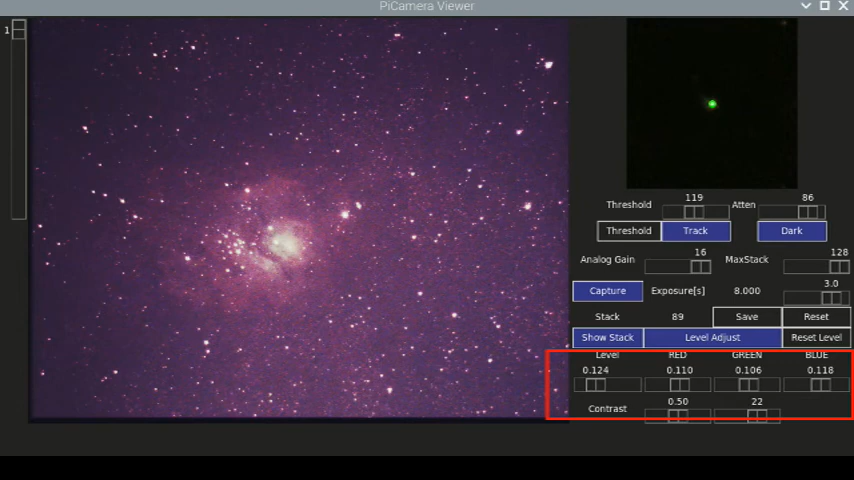 PiCamera Viewer
1
119 86
Threshold Atten
Threshold Track Dark
16 128
Analog Gain MaxStack
3.0
Capture Exposure[s] 8.000
Stack 89 Save Reset
Show Stack Level Adjust Reset Level
Level RED GREEN BLUE
0.124 0.110 0.106 0.118
0.50 22
Contrast